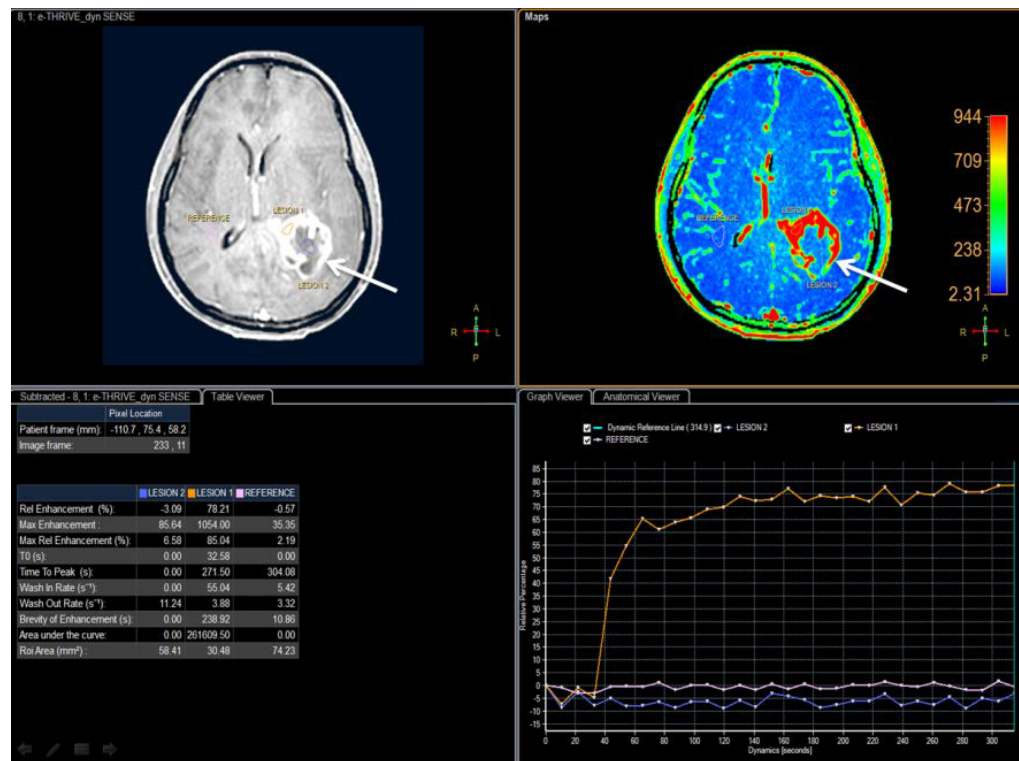 8, 1: e-THRIVE_dyn SENSE
REFERENCE
LESION 1
LESION 2
A
R L
P
Maps
REFERENCE
LESION
LESION 2
944
709
473
238
2.31
A
R L
P
Subtracted - 8, 1: e-THRIVE_dyn SENSE Table Viewer
Pixel Location
Patient frame (mm): -110.7 , 75.4 , 58.2
Image frame: 233 , 11
LESION 2 LESION 1 REFERENCE
Rel Enhancement (%): -3.09 78.21 -0.57
Max Enhancement : 85.64 1054.00 35.35
Max Rel Enhancement (%): 6.58 85.04 2.19
T0 (s): 0.00 32.58 0.00
Time To Peak (s): 0.00 271.50 304.08
Wash In Rate (s⁻¹): 0.00 55.04 5.42
Wash Out Rate (s⁻¹): 11.24 3.88 3.32
Brevity of Enhancement (s): 0.00 238.92 10.86
Area under the curve: 0.00 261609.50 0.00
Roi Area (mm²) : 58.41 30.48 74.23
Graph Viewer Anatomical Viewer
Dynamic Reference Line ( 314.9 ) LESION 2 LESION 1
REFERENCE
Relative Percentage
85
80
75
70
65
60
55
50
45
40
35
30
25
20
15
10
5
0
-5
-10
-15
0 20 40 60 80 100 120 140 160 180 200 220 240 260 280 300
Dynamics [seconds]